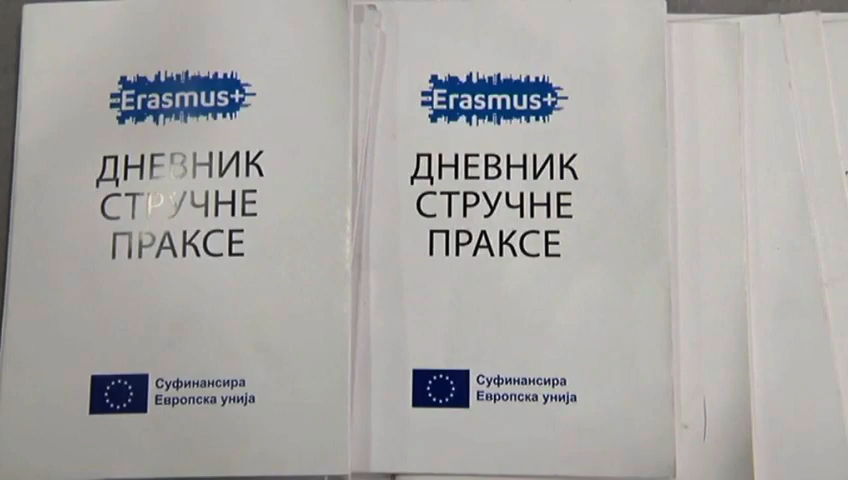 Erasmus+
ДНЕВНИК
СТРУЧНЕ
ПРАКСЕ
Суфинансира
Европска унија
Erasmus+
ДНЕВНИК
СТРУЧНЕ
ПРАКСЕ
Суфинансира
Европска унија